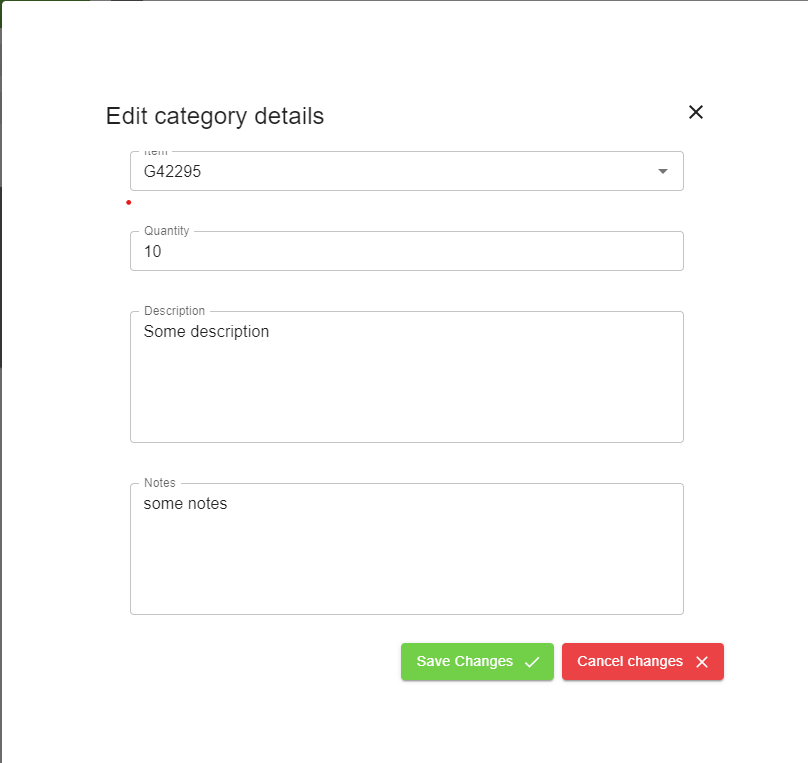 Edit category details
Item
G42295
Quantity
10
Description
Some description
Notes
some notes
Save Changes
Cancel changes